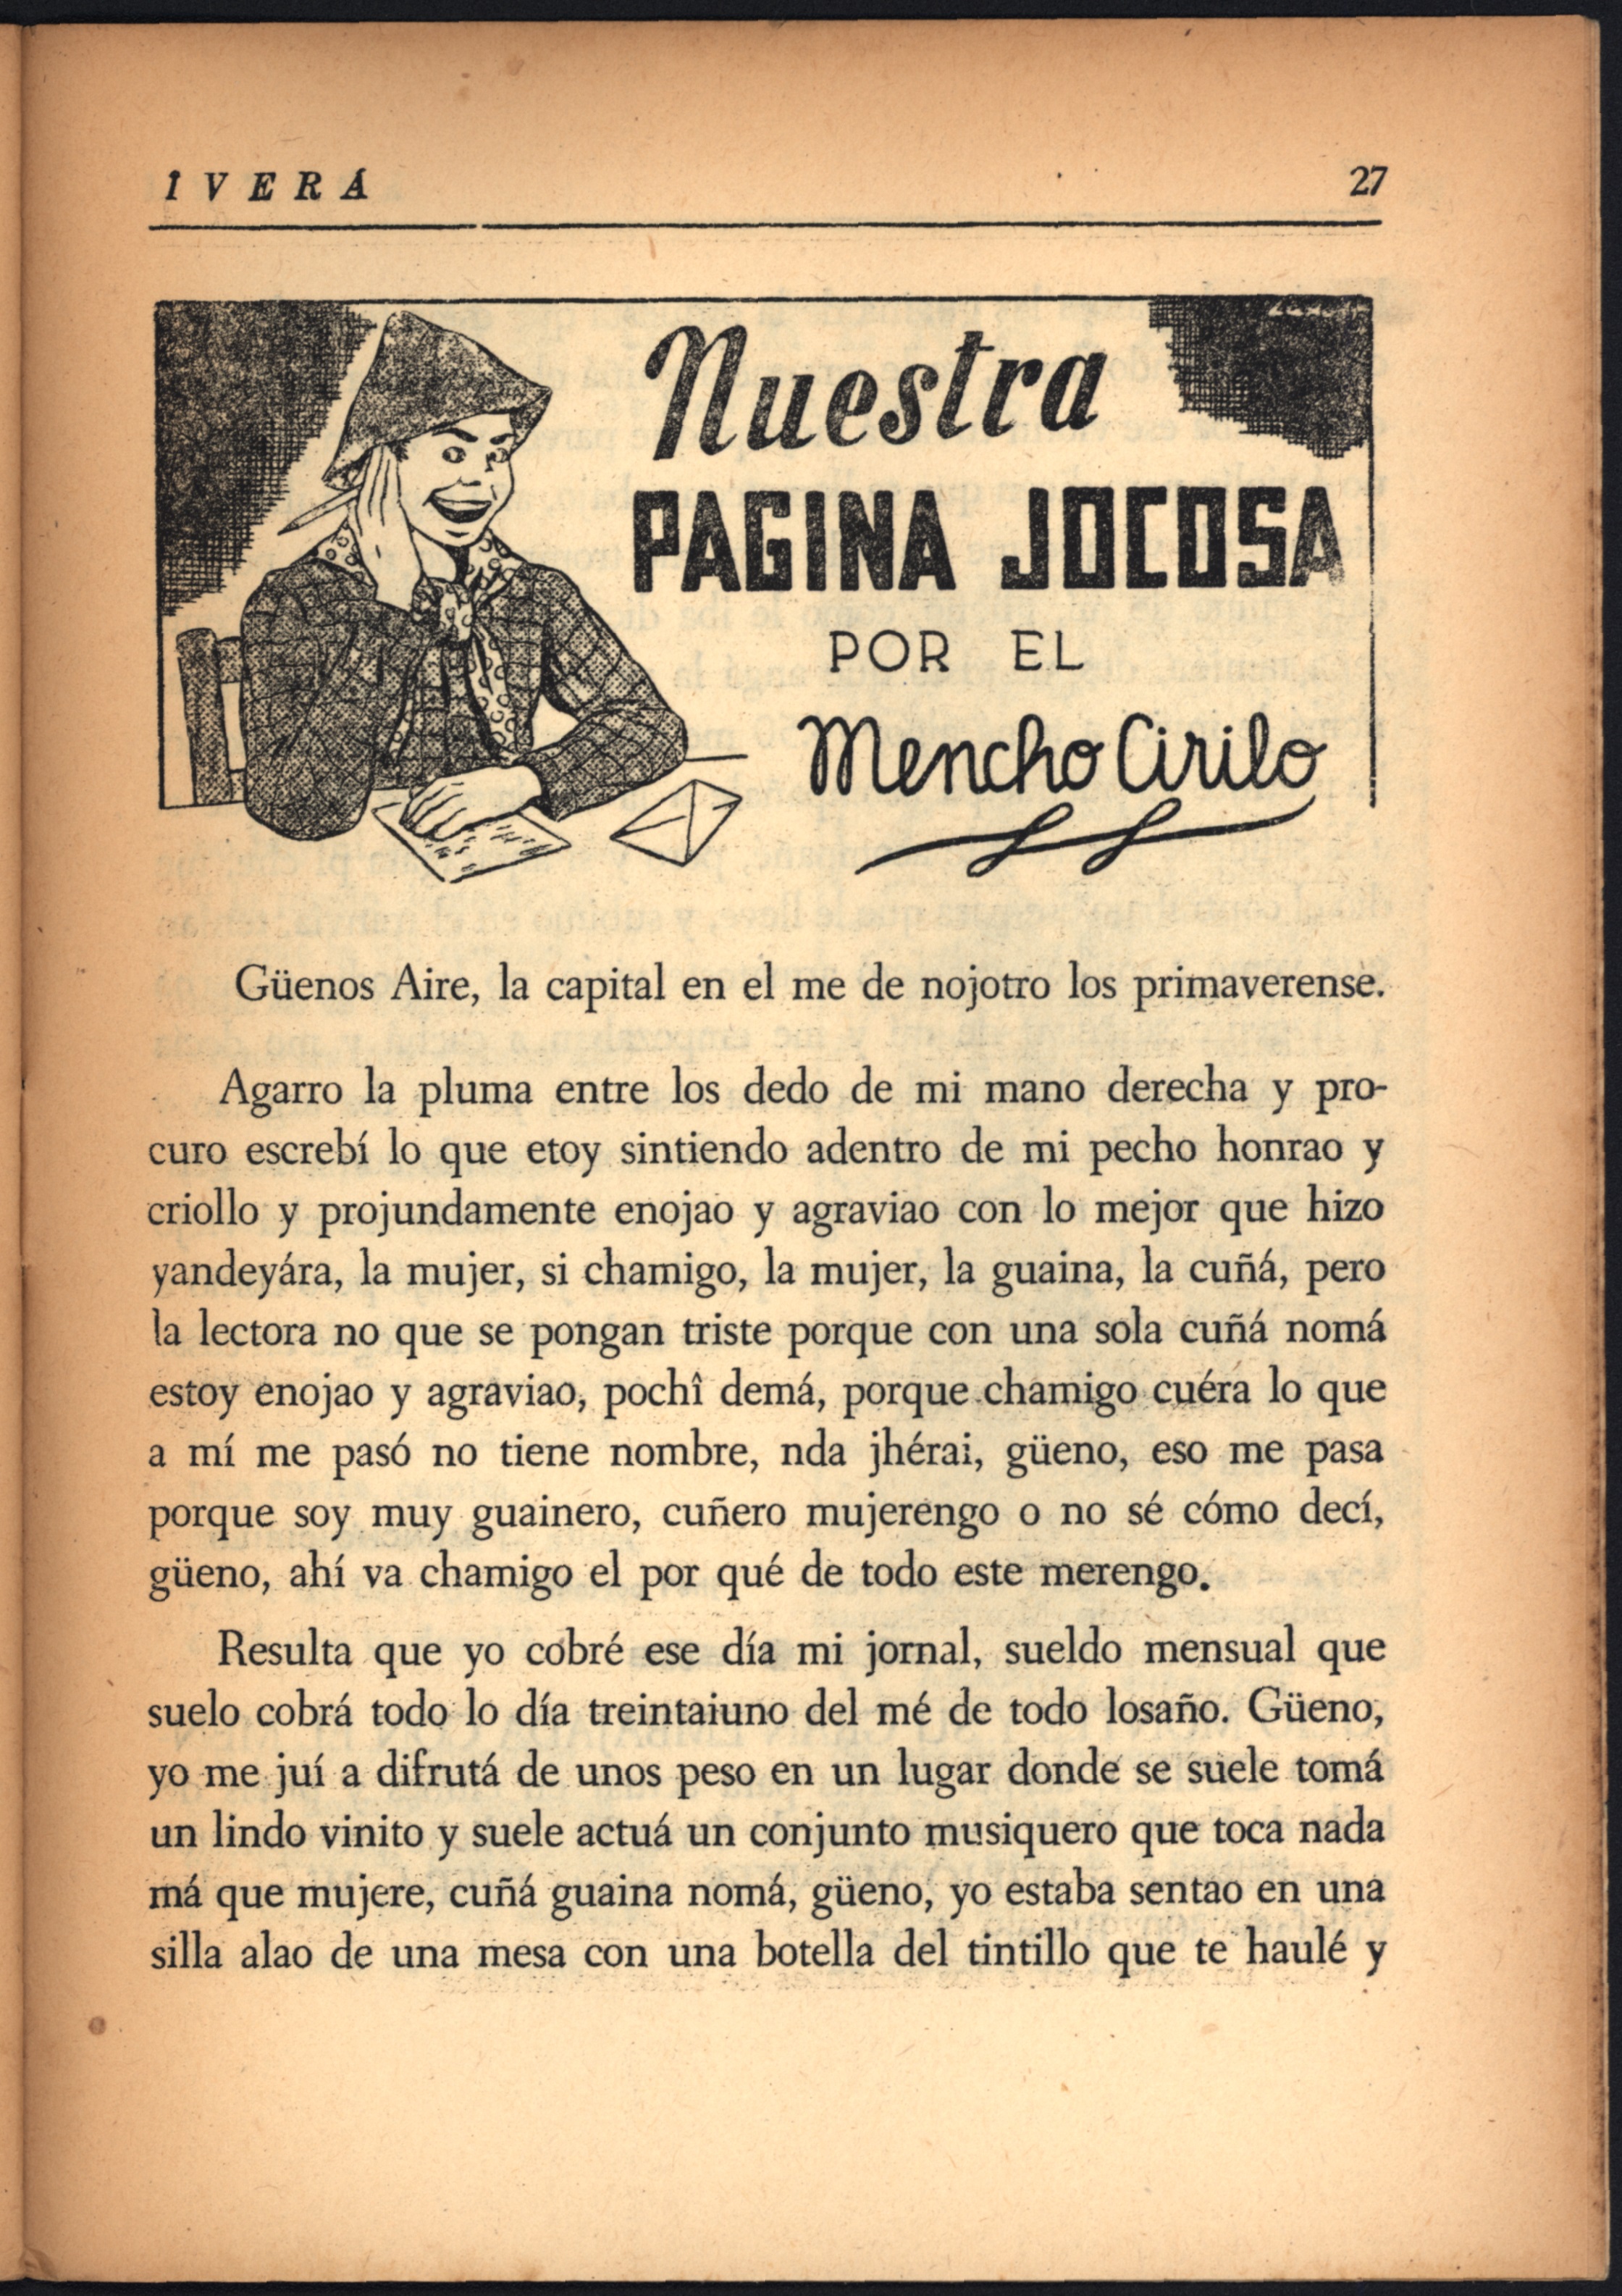 Î V E R Á
27
Nuestra
PAGINA JOCOSA
POR EL
Mencho Cirilo
Güenos Aire, la capital en el me de nojotro los primaverense.
Agarro la pluma entre los dedo de mi mano derecha y pro-
curo escrebí lo que etoy sintiendo adentro de mi pecho honrao y
criollo y projundamente enojao y agraviao con lo mejor que hizo
yandeyára, la mujer, si chamigo, la mujer, la guaina, la cuñá, pero
la lectora no que se pongan triste porque con una sola cuñá nomá
estoy enojao y agraviao, pochî demá, porque chamigo cuéra lo que
a mí me pasó no tiene nombre, nda jhérai, güeno, eso me pasa
porque soy muy guainero, cuñero mujerengo o no sé cómo decí,
güeno, ahí va chamigo el por qué de todo este merengo.
Resulta que yo cobré ese día mi jornal, sueldo mensual que
suelo cobrá todo lo día treintaiuno del mé de todo losaño. Güeno,
yo me juí a difrutá de unos peso en un lugar donde se suele tomá
un lindo vinito y suele actuá un conjunto musiquero que toca nada
má que mujere, cuñá guaina nomá, güeno, yo estaba sentao en una
silla alao de una mesa con una botella del tintillo que te haulé y